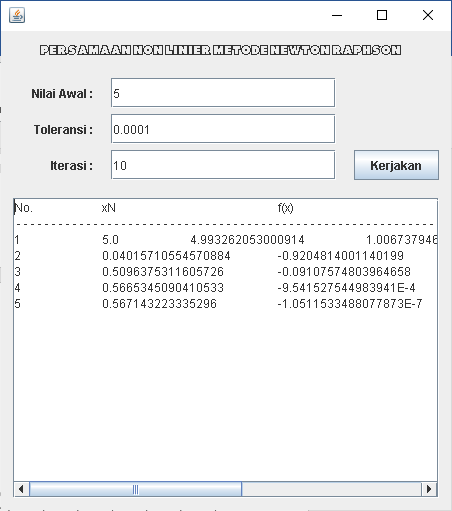 PERSAMAAN NON LINIER METODE NEWTON RAPHSON
Nilai Awal : 5
Toleransi : 0.0001
Iterasi : 10 Kerjakan
No. xN f(x)
- - - - - - - - - - - - - - - - - - - - - - - - - - - - - - - - - - - - - - - - - - - - - - - - - - - - - - - - - - - - - - - - - - - - - - - -
1 5.0 4.993262053000914 1.006737946
2 0.04015710554570884 -0.9204814001140199
3 0.5096375311605726 -0.09107574803964658
4 0.5665345090410533 -9.541527544983941E-4
5 0.567143223335296 -1.0511533488077873E-7